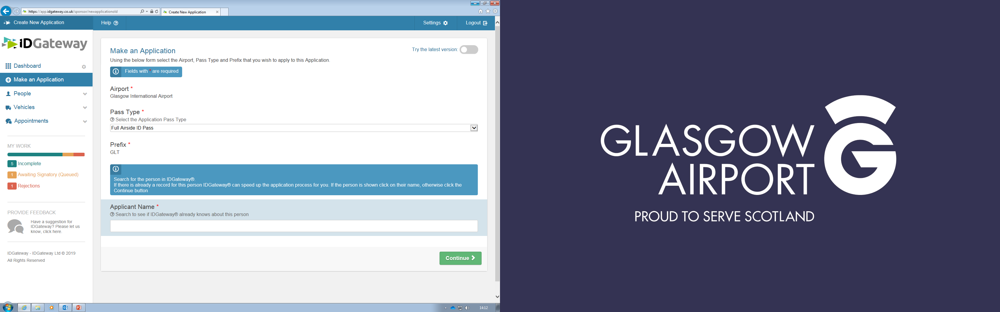 https://app.idgateway.co.uk/sponsor/newapplicationold
Create New Application
Create New Application
Help
Settings
Logout
iDGateway
Dashboard
Make an Application
People
Vehicles
Appointments
MY WORK
5 Incomplete
1 Awaiting Signatory (Queued)
1 Rejections
PROVIDE FEEDBACK
Have a suggestion for
IDGateway? Please let us
know, click here.
IDGateway - IDGateway Ltd © 2019
All Rights Reserved
Make an Application
Try the latest version:
Using the below form select the Airport, Pass Type and Prefix that you wish to apply to this Application.
Fields with * are required
Airport *
Glasgow International Airport
Pass Type *
Select the Application Pass Type
Full Airside ID Pass
Prefix *
GLT
Search for the person in IDGateway®.
If there is already a record for this person IDGateway® can speed up the application process for you. If the person is shown click on their name, otherwise click the
Continue button
Applicant Name *
Search to see if IDGateway® already knows about this person
Continue
14:12
GLASGOW
AIRPORT
PROUD TO SERVE SCOTLAND